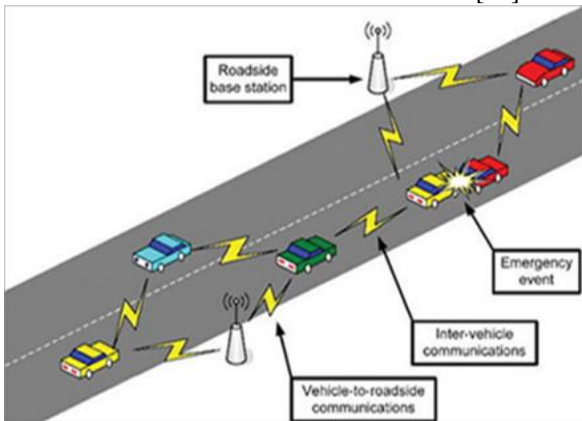 Roadside
base station
Emergency
event
Inter-vehicle
communications
Vehicle-to-roadside
communications